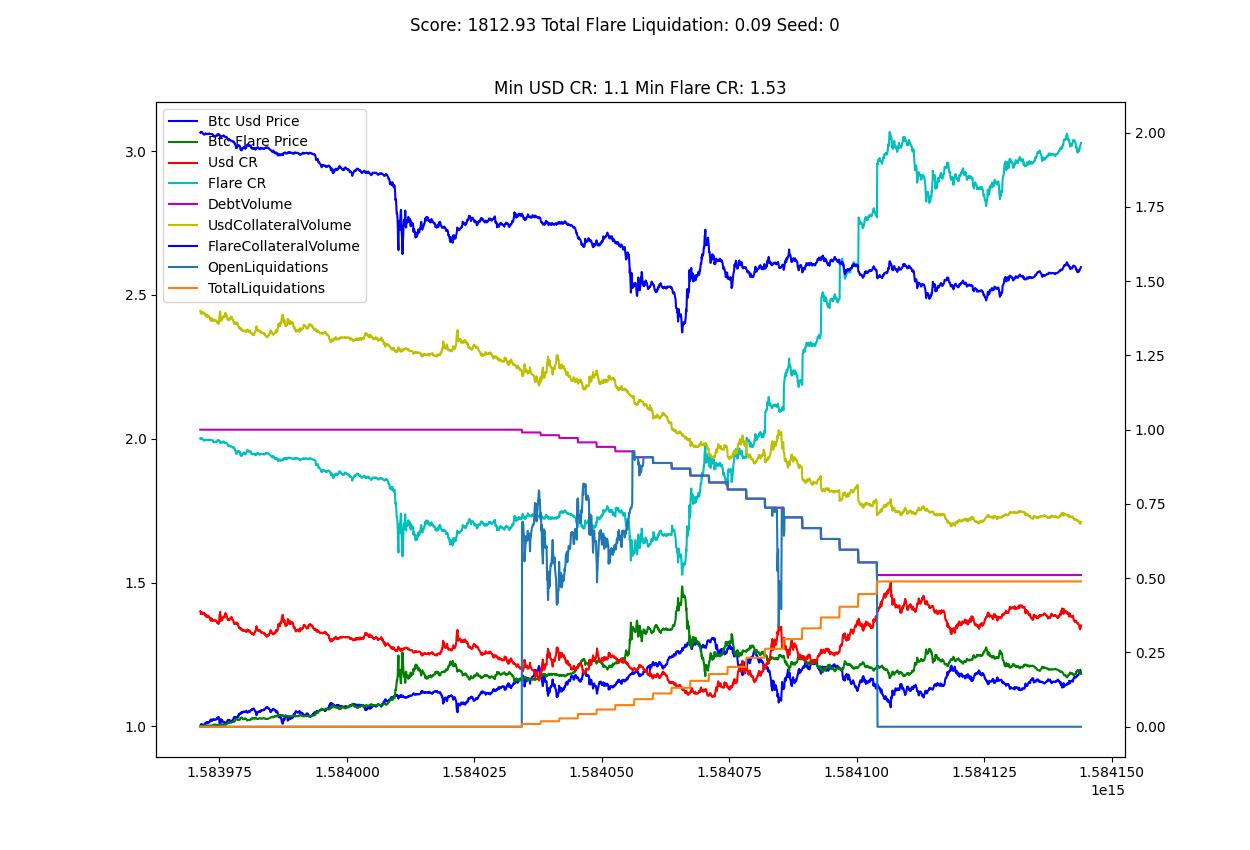 Score: 1812.93 Total Flare Liquidation: 0.09 Seed: 0
Min USD CR: 1.1 Min Flare CR: 1.53
Btc Usd Price
Btc Flare Price
Usd CR
Flare CR
DebtVolume
UsdCollateralVolume
FlareCollateralVolume
OpenLiquidations
TotalLiquidations
3.0
2.5
2.0
1.5
1.0
2.00
1.75
1.50
1.25
1.00
0.75
0.50
0.25
0.00
1.583975 1.584000 1.584025 1.584050 1.584075 1.584100 1.584125 1.584150
1e15